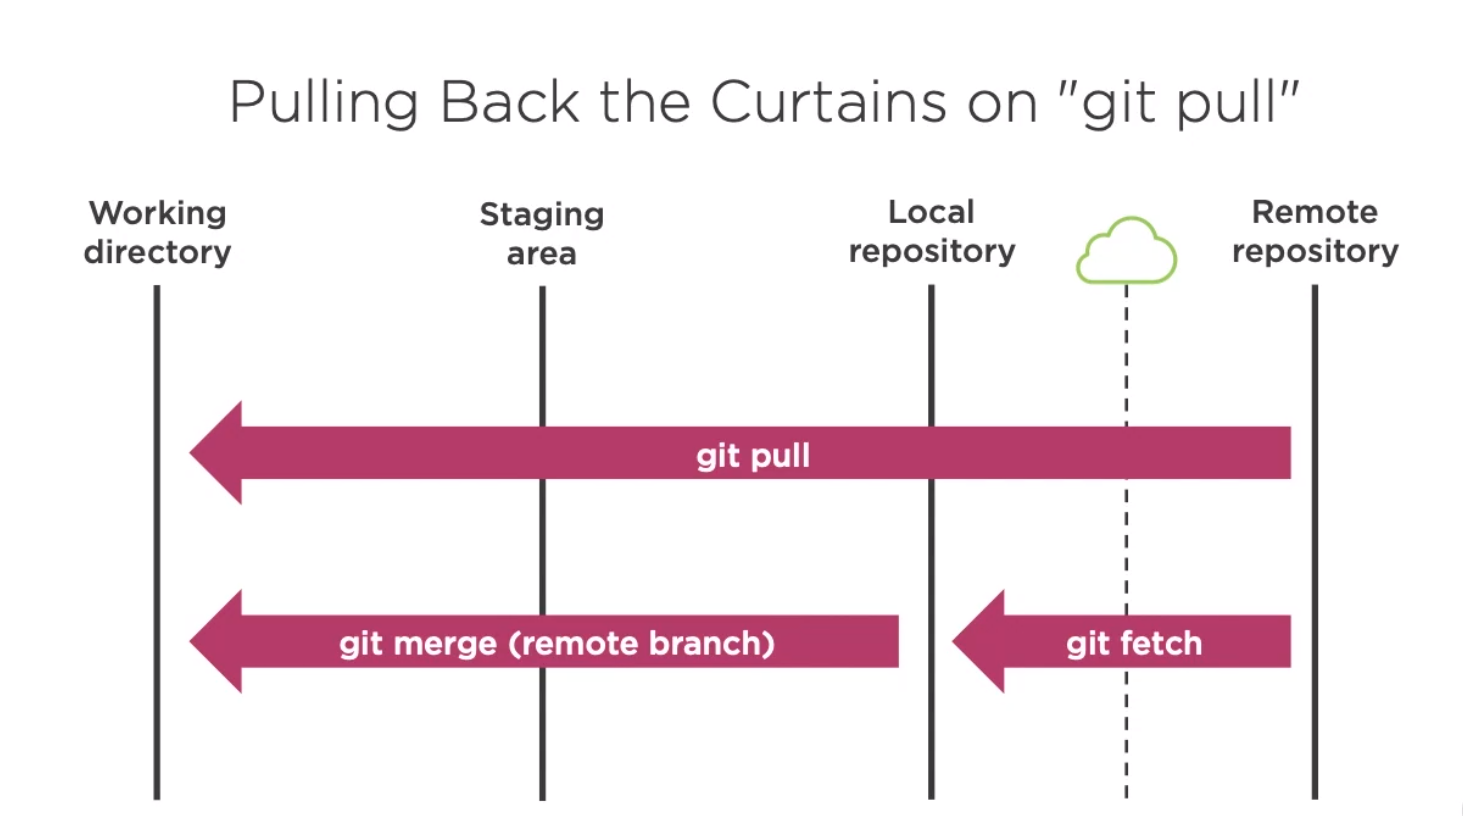 Pulling Back the Curtains on "git pull"
Working
directory
Staging
area
Local
repository
Remote
repository
git pull
git merge (remote branch)
git fetch